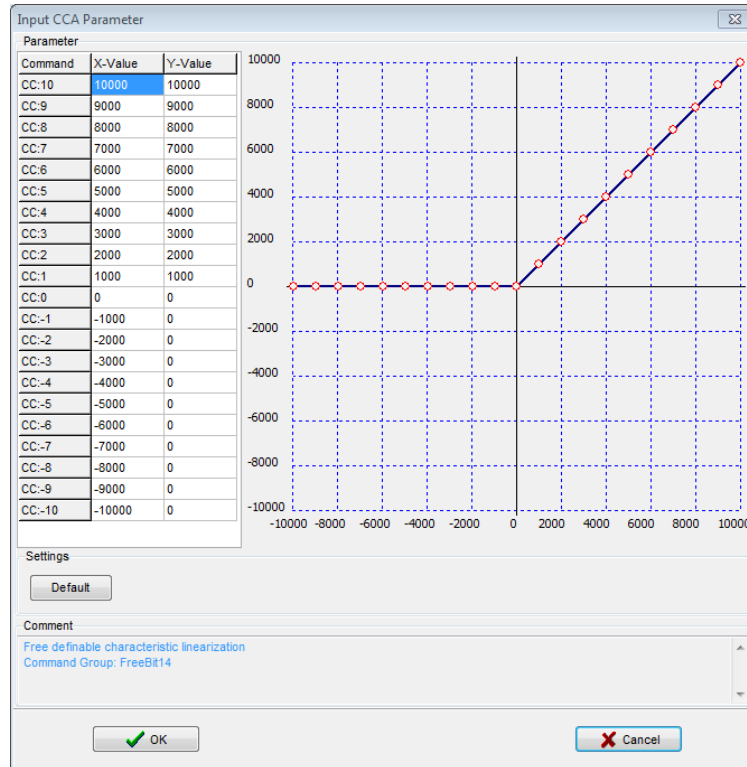 Input CCA Parameter
Parameter
Command X-Value Y-Value
CC:10 10000 10000
CC:9 9000 9000
CC:8 8000 8000
CC:7 7000 7000
CC:6 6000 6000
CC:5 5000 5000
CC:4 4000 4000
CC:3 3000 3000
CC:2 2000 2000
CC:1 1000 1000
CC:0 0 0
CC:-1 -1000 0
CC:-2 -2000 0
CC:-3 -3000 0
CC:-4 -4000 0
CC:-5 -5000 0
CC:-6 -6000 0
CC:-7 -7000 0
CC:-8 -8000 0
CC:-9 -9000 0
CC:-10 -10000 0
10000
8000
6000
4000
2000
0
-2000
-4000
-6000
-8000
-10000
-10000 -8000 -6000 -4000 -2000 0 2000 4000 6000 8000 10000
Settings
Default
Comment
Free definable characteristic linearization
Command Group: FreeBit14
OK Cancel